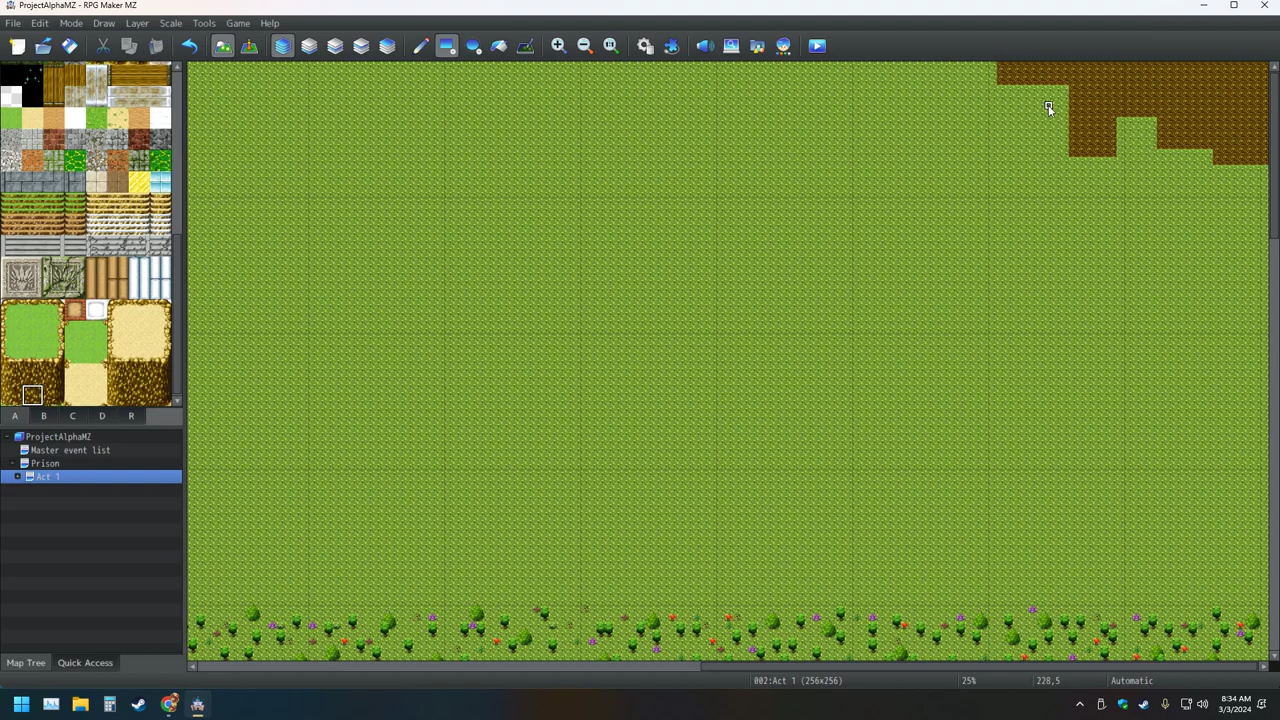 ProjectAlphaMZ - RPG Maker MZ
File Edit Mode Draw Layer Scale Tools Game Help
A B C D R
ProjectAlphaMZ
Master event list
Prison
Act 1
Map Tree Quick Access
002:Act 1 (256x256) 25% 228,5 Automatic
8:34 AM
3/3/2024